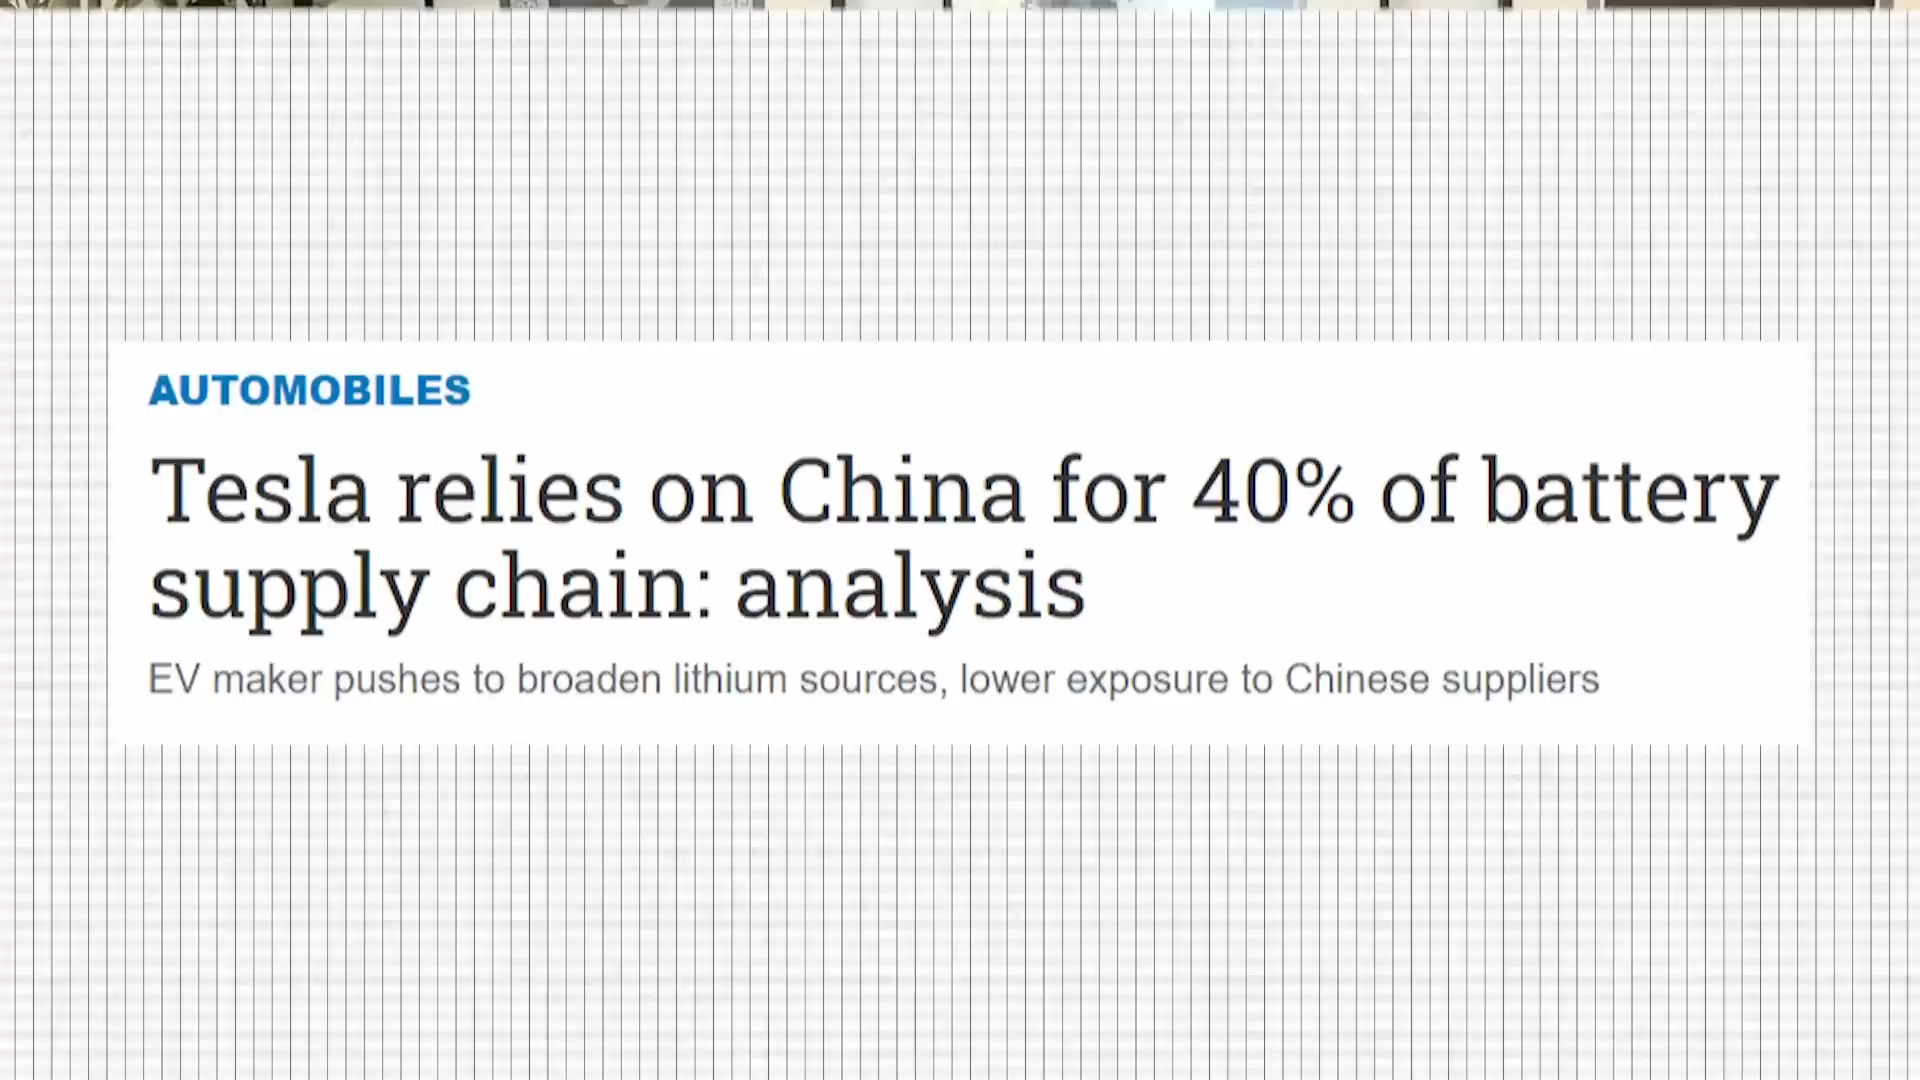 AUTOMOBILES
Tesla relies on China for 40% of battery
supply chain: analysis
EV maker pushes to broaden lithium sources, lower exposure to Chinese suppliers